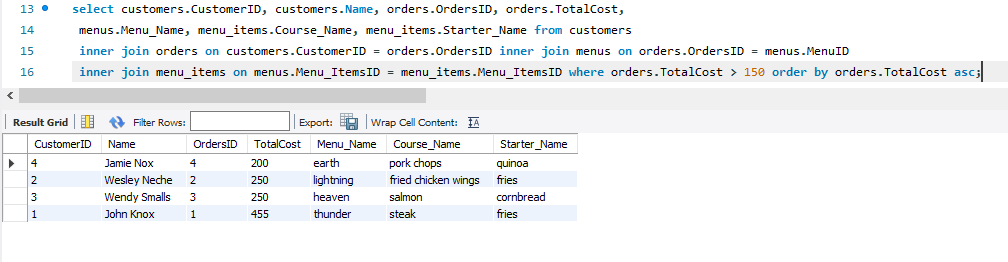 13 select customers.CustomerID, customers.Name, orders.OrdersID, orders.TotalCost,
14 menus.Menu_Name, menu_items.Course_Name, menu_items.Starter_Name from customers
15 inner join orders on customers.CustomerID = orders.OrdersID inner join menus on orders.OrdersID = menus.MenuID
16 inner join menu_items on menus.Menu_ItemsID = menu_items.Menu_ItemsID where orders.TotalCost > 150 order by orders.TotalCost asc;
Result Grid Filter Rows: Export: Wrap Cell Content:
CustomerID Name OrdersID TotalCost Menu_Name Course_Name Starter_Name
4 Jamie Nox 4 200 earth pork chops quinoa
2 Wesley Neche 2 250 lightning fried chicken wings fries
3 Wendy Smalls 3 250 heaven salmon cornbread
1 John Knox 1 455 thunder steak fries